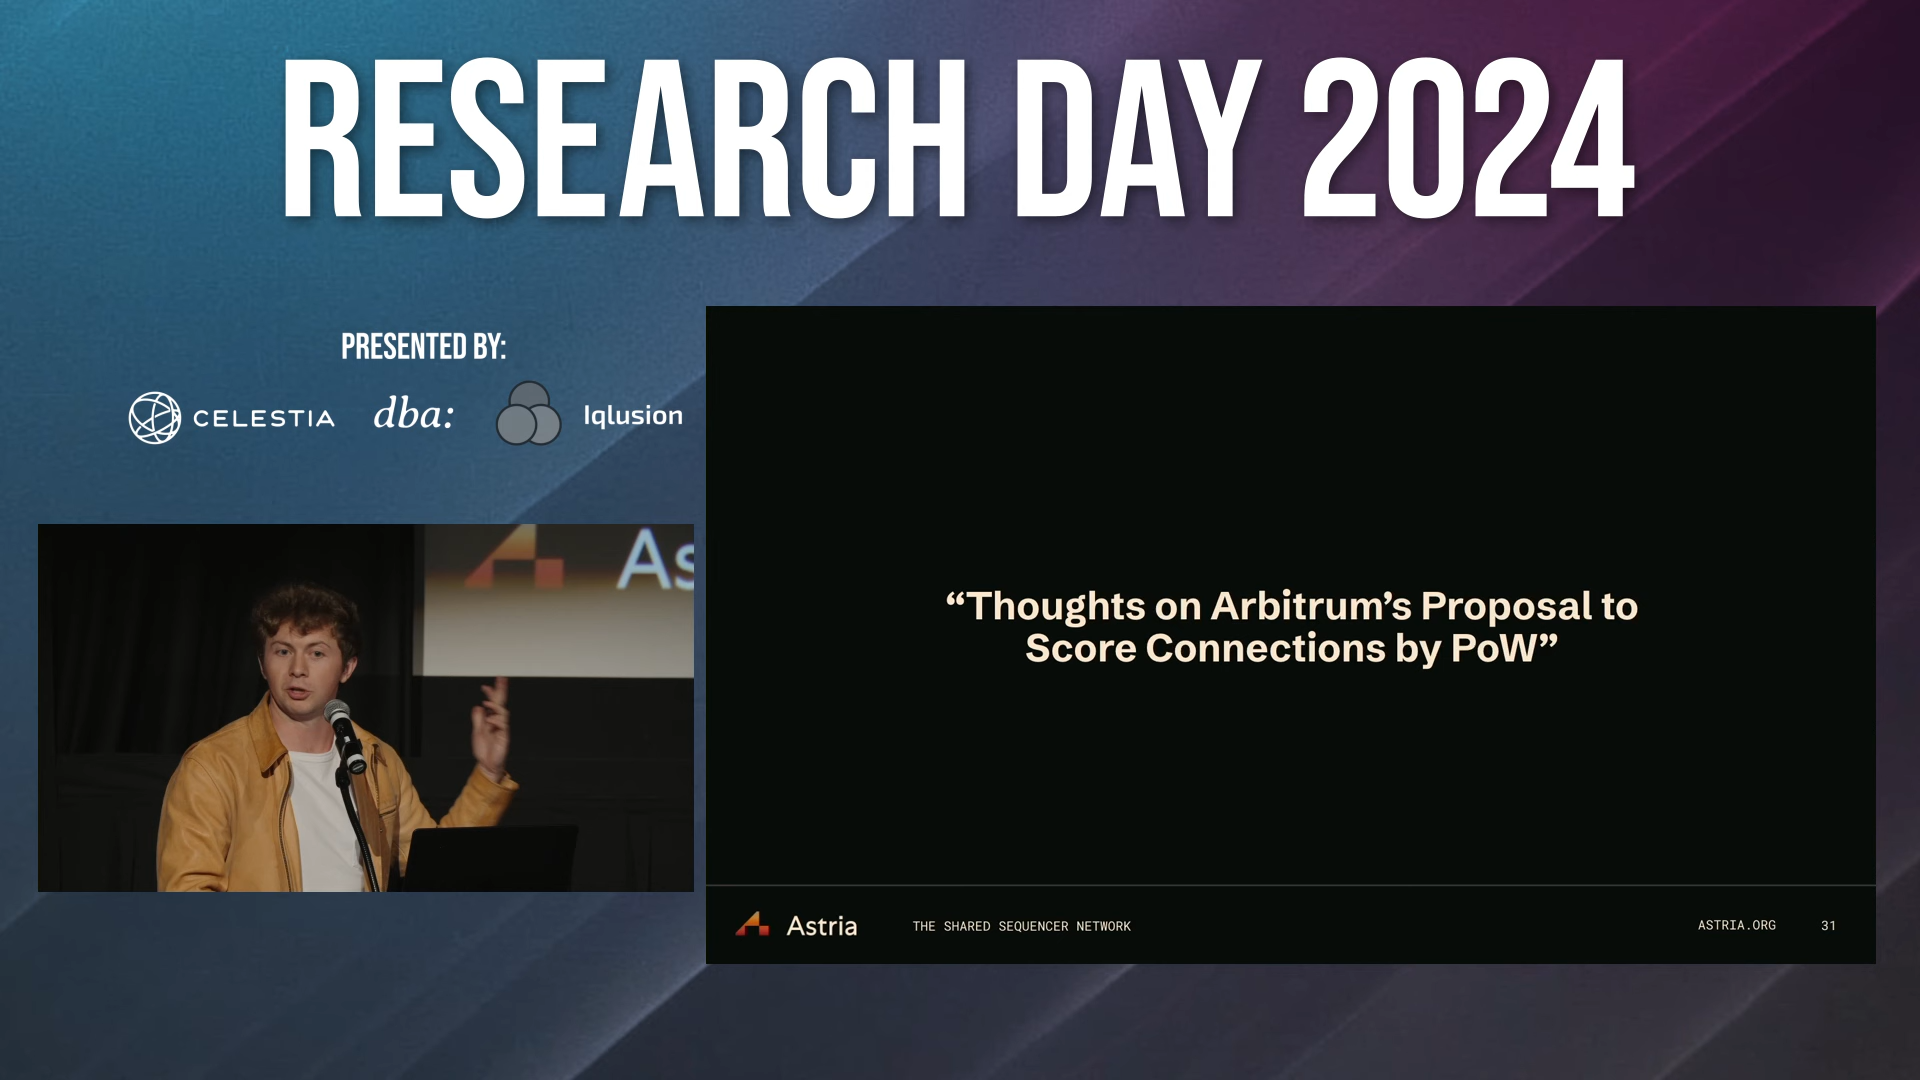 RESEARCH DAY 2024
PRESENTED BY:
CELESTIA
dba:
Iqlusion
As
“Thoughts on Arbitrum’s Proposal to
Score Connections by PoW”
Astria
THE SHARED SEQUENCER NETWORK
ASTRIA.ORG
31